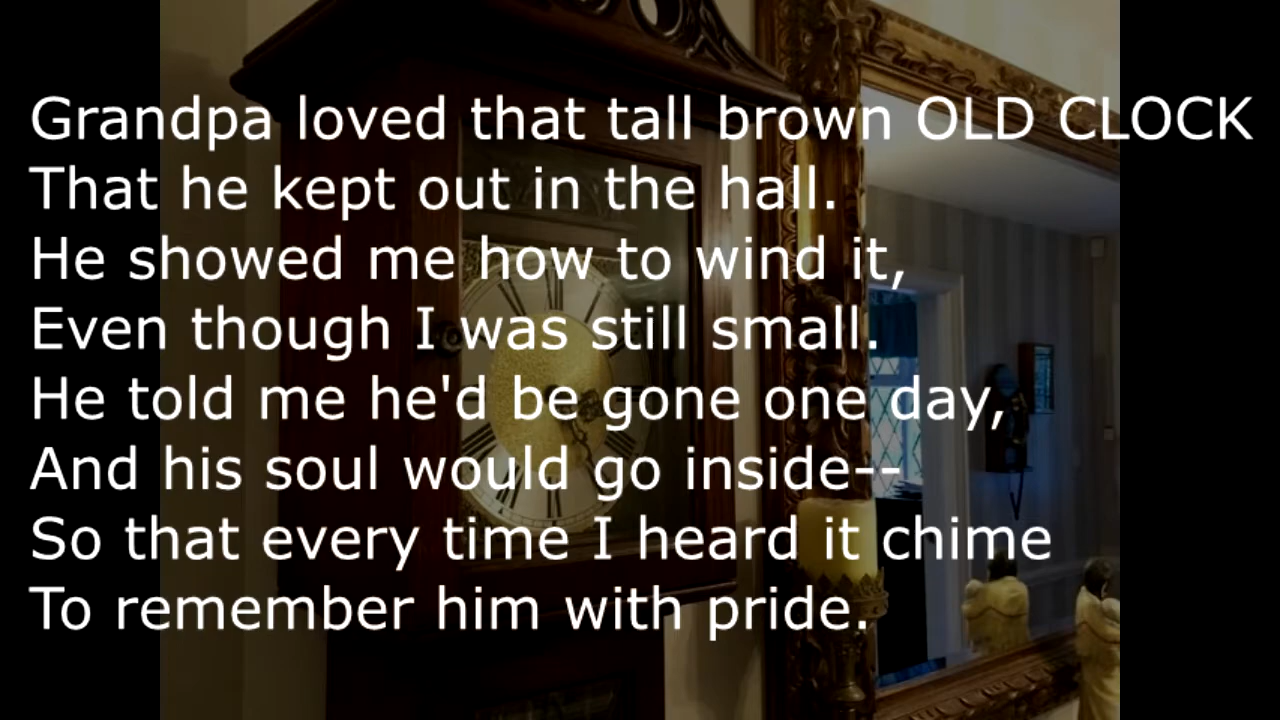 Grandpa loved that tall brown OLD CLOCK
That he kept out in the hall.
He showed me how to wind it,
Even though I was still small.
He told me he'd be gone one day,
And his soul would go inside--
So that every time I heard it chime
To remember him with pride.